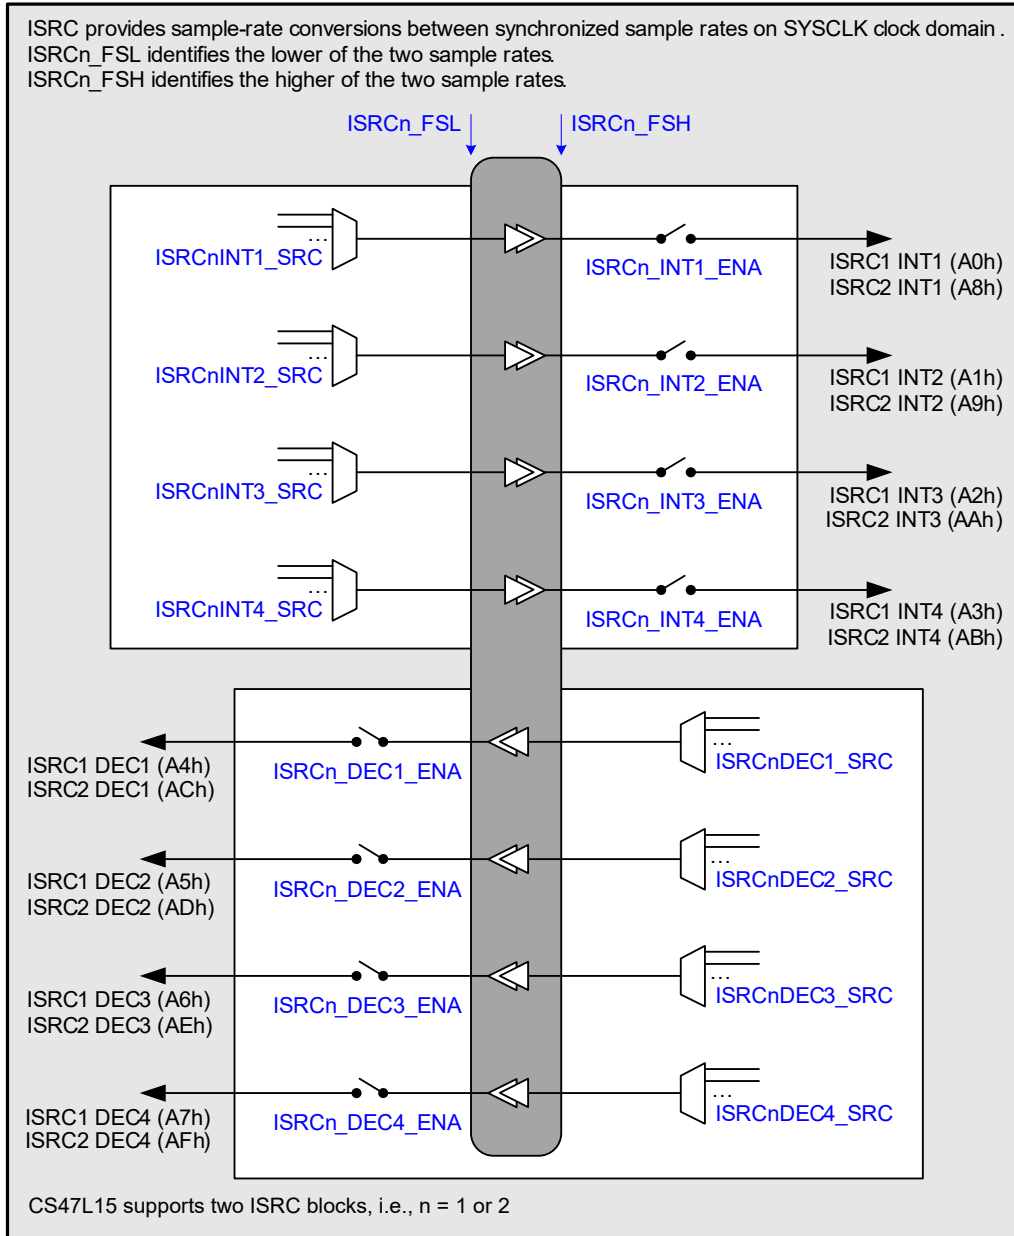 ISRC provides sample-rate conversions between synchronized sample rates on SYSCLK clock domain.
ISRCn_FSL identifies the lower of the two sample rates.
ISRCn_FSH identifies the higher of the two sample rates.
ISRCn_FSL
ISRCn_FSH
...
ISRCnINT1_SRC
ISRCn_INT1_ENA
ISRC1 INT1 (A0h)
ISRC2 INT1 (A8h)
...
ISRCnINT2_SRC
ISRCn_INT2_ENA
ISRC1 INT2 (A1h)
ISRC2 INT2 (A9h)
...
ISRCnINT3_SRC
ISRCn_INT3_ENA
ISRC1 INT3 (A2h)
ISRC2 INT3 (AAh)
...
ISRCnINT4_SRC
ISRCn_INT4_ENA
ISRC1 INT4 (A3h)
ISRC2 INT4 (ABh)
ISRC1 DEC1 (A4h)
ISRC2 DEC1 (ACh)
ISRCn_DEC1_ENA
...
ISRCnDEC1_SRC
ISRC1 DEC2 (A5h)
ISRC2 DEC2 (ADh)
ISRCn_DEC2_ENA
...
ISRCnDEC2_SRC
ISRC1 DEC3 (A6h)
ISRC2 DEC3 (AEh)
ISRCn_DEC3_ENA
...
ISRCnDEC3_SRC
ISRC1 DEC4 (A7h)
ISRC2 DEC4 (AFh)
ISRCn_DEC4_ENA
...
ISRCnDEC4_SRC
CS47L15 supports two ISRC blocks, i.e., n = 1 or 2